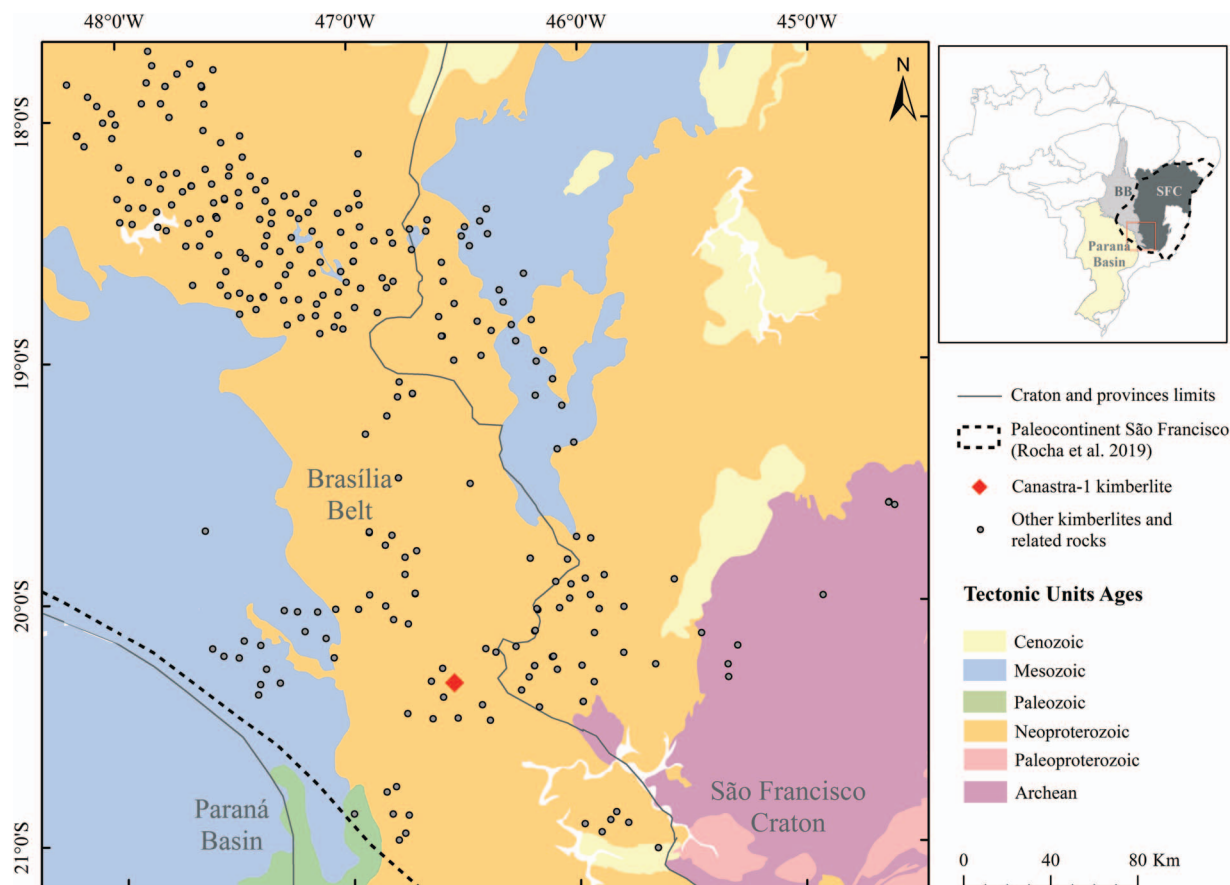 48°0'W 47°0'W 46°0'W 45°0'W
N
18°0'S
19°0'S
20°0'S
21°0'S
Brasília
Belt
Paraná
Basin
São Francisco
Craton
BB
SFC
Paraná
Basin
Craton and provinces limits
Paleocontinent São Francisco
(Rocha et al. 2019)
Canastra-1 kimberlite
Other kimberlites and
related rocks
Tectonic Units Ages
Cenozoic
Mesozoic
Paleozoic
Neoproterozoic
Paleoproterozoic
Archean
0 40 80 Km